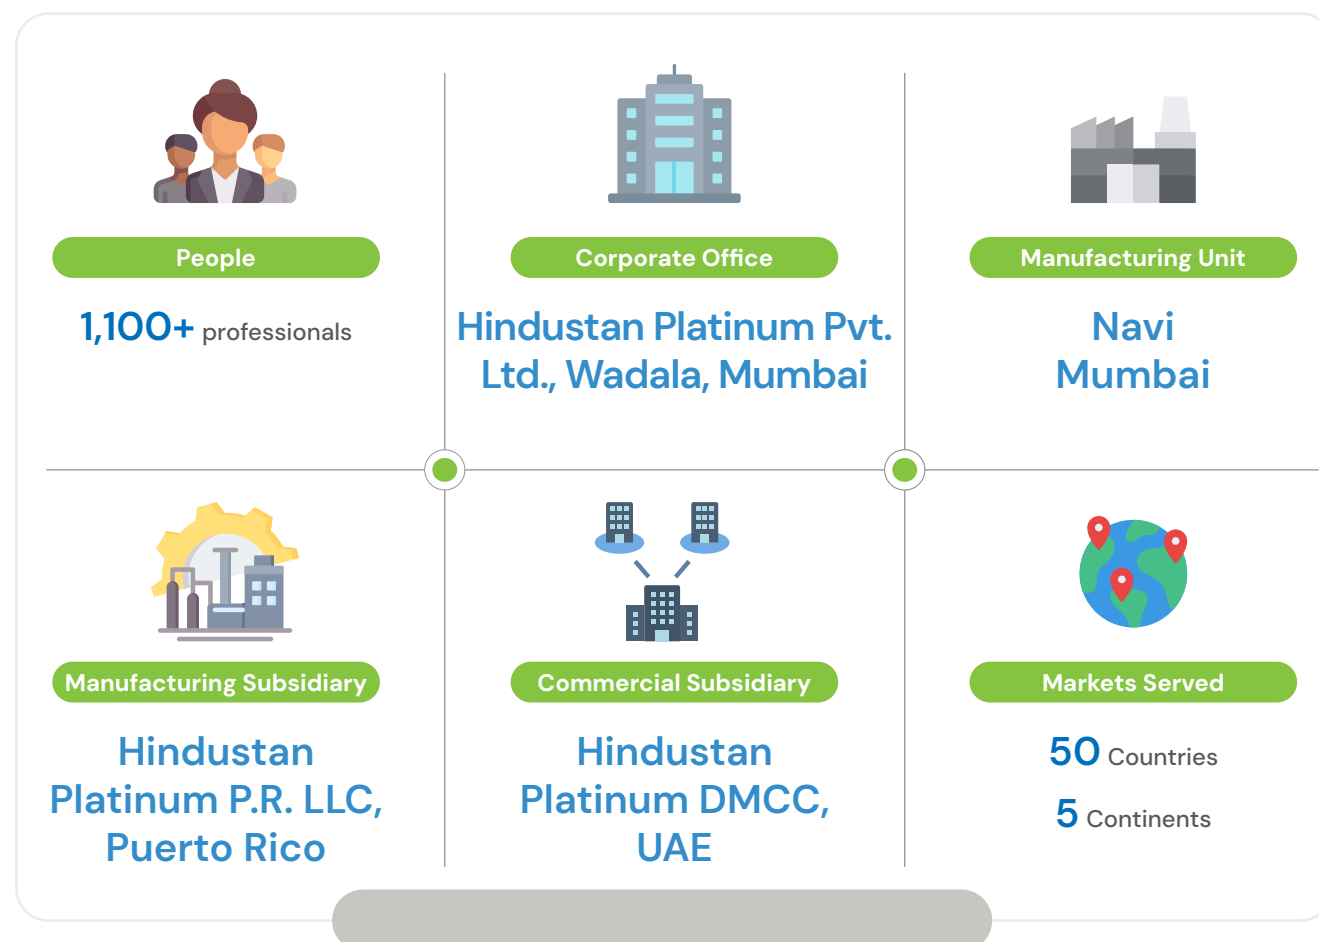 People
1,100+ professionals
Corporate Office
Hindustan Platinum Pvt.
Ltd., Wadala, Mumbai
Manufacturing Unit
Navi
Mumbai
Manufacturing Subsidiary
Hindustan
Platinum P.R. LLC,
Puerto Rico
Commercial Subsidiary
Hindustan
Platinum DMCC,
UAE
Markets Served
50 Countries
5 Continents